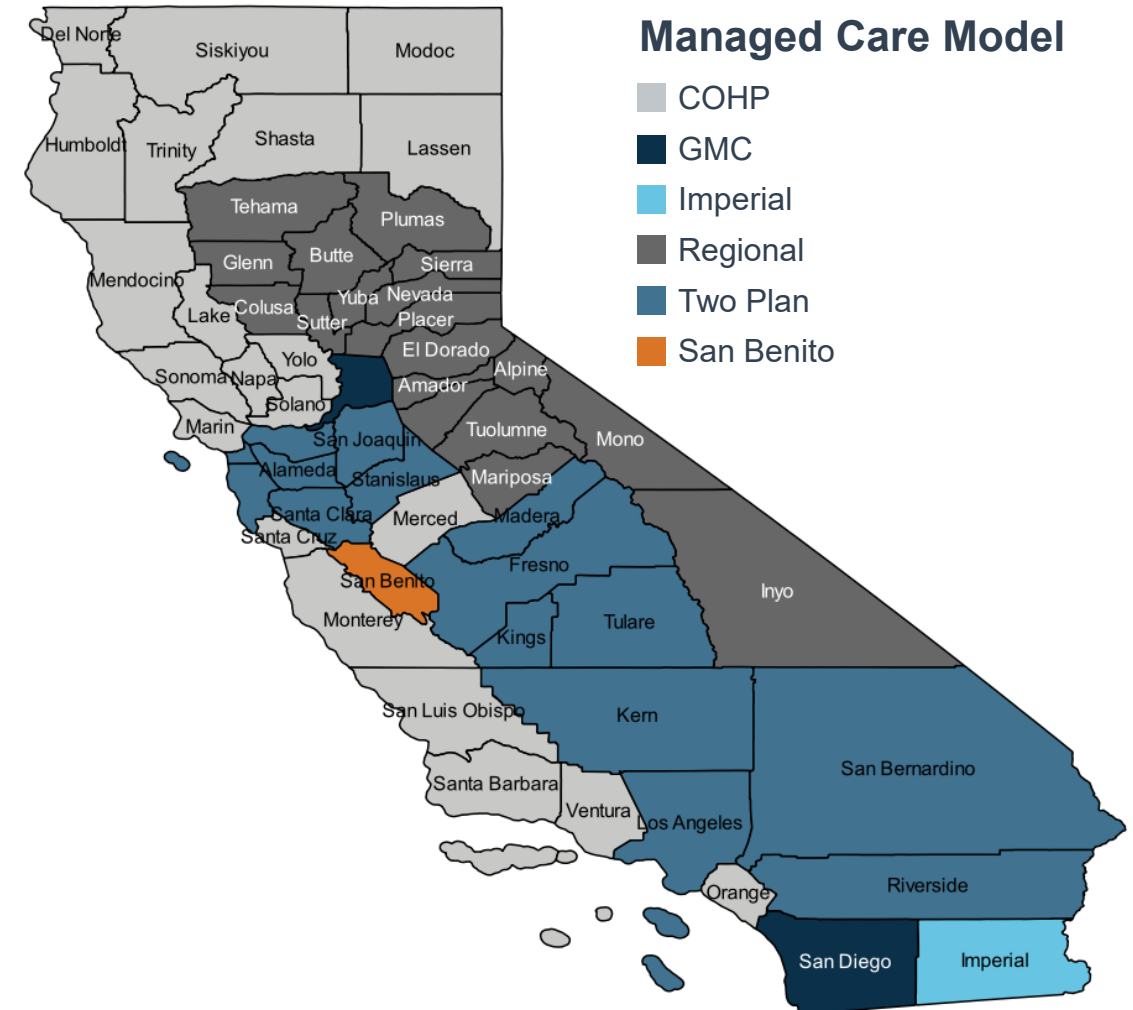 Managed Care Model
COHP
GMC
Imperial
Regional
Two Plan
San Benito
Del Norte
Siskiyou
Modoc
Humboldt
Trinity
Shasta
Lassen
Tehama
Plumas
Glenn
Butte
Sierra
Mendocino
Lake
Colusa
Yuba
Nevada
Sutter
Placer
Yolo
El Dorado
Sonoma
Napa
Alpine
Amador
Solano
Marin
San Joaquin
Tuolumne
Mono
Alameda
Stanislaus
Mariposa
Santa Clara
Merced
Madera
Santa Cruz
Fresno
San Benito
Inyo
Monterey
Kings
Tulare
San Luis Obispo
Kern
San Bernardino
Santa Barbara
Ventura
Los Angeles
Orange
Riverside
San Diego
Imperial